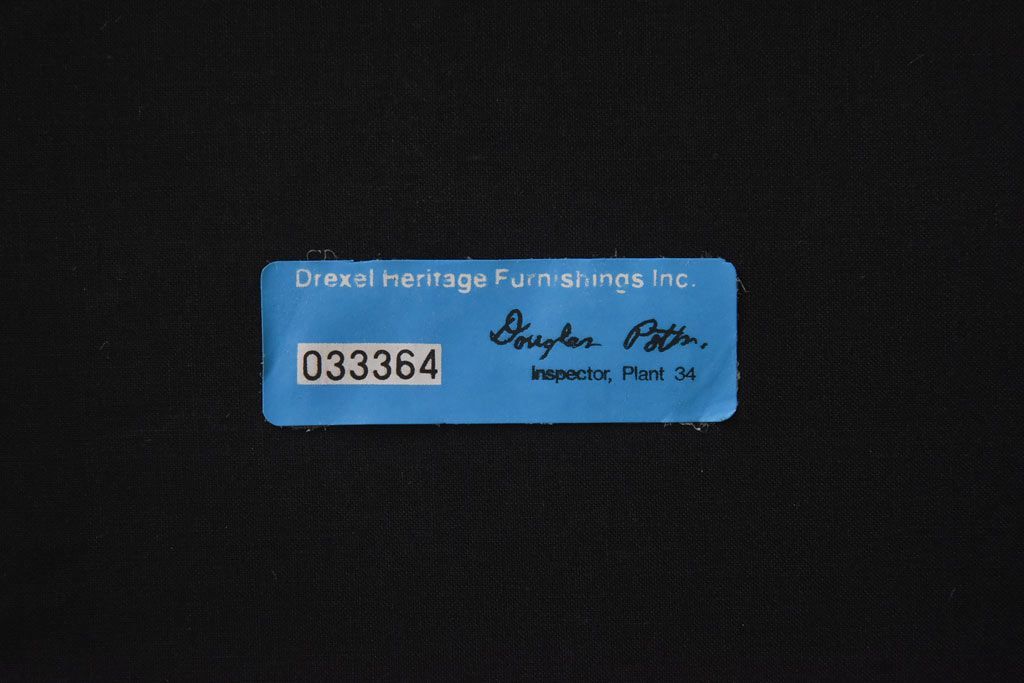 Drexel Heritage Furnishings Inc.
Douglas
033364
Inspector, Plant 34